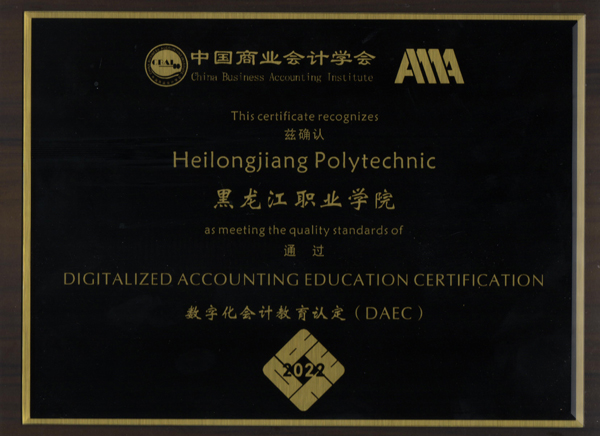 中国商业会计学会
China Business Accounting Institute
AMA
This certificate recognizes
兹确认
Heilongjiang Polytechnic
黑龙江职业学院
as meeting the quality standards of
通 过
DIGITALIZED ACCOUNTING EDUCATION CERTIFICATION
数字化会计教育认定（DAEC）
2022